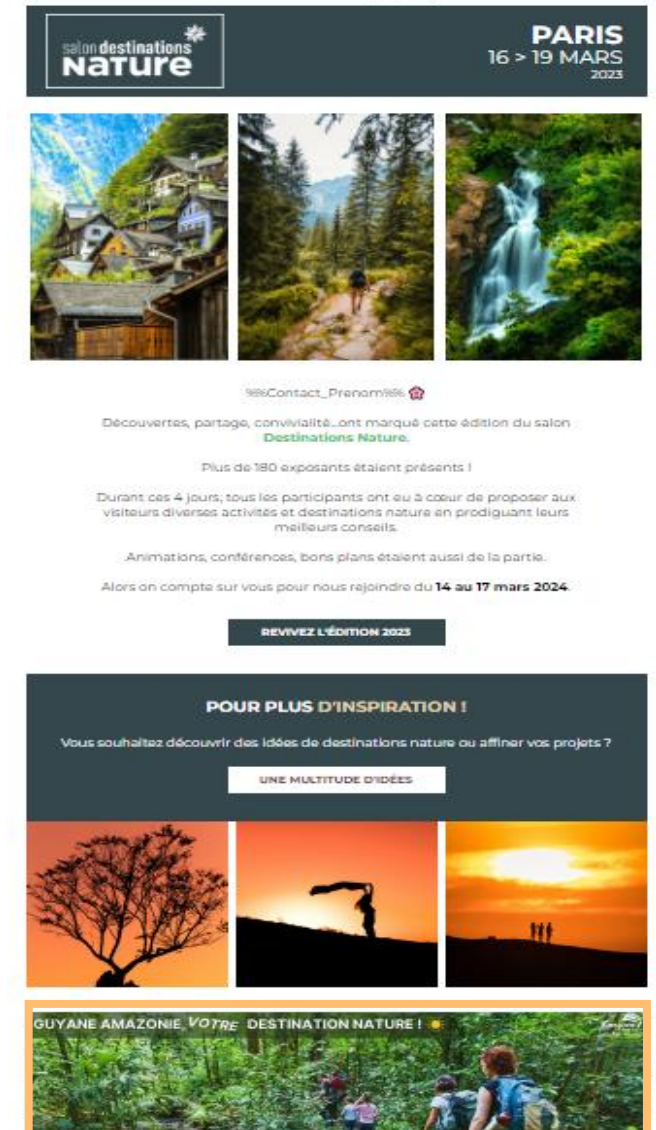 salon destinations
NATURE
PARIS
16 > 19 MARS
2023
%%Contact_Prenom%%
Découvertes, partage, convivialité...ont marqué cette édition du salon
Destinations Nature.
Plus de 180 exposants étaient présents !
Durant ces 4 jours, tous les participants ont eu à cœur de proposer aux
visiteurs diverses activités et destinations nature en prodiguant leurs
meilleurs conseils.
Animations, conférences, bons plans étaient aussi de la partie.
Alors on compte sur vous pour nous rejoindre du 14 au 17 mars 2024.
REVIVEZ L'ÉDITION 2023
POUR PLUS D'INSPIRATION !
Vous souhaitez découvrir des idées de destinations nature ou affiner vos projets ?
UNE MULTITUDE D'IDÉES
GUYANE AMAZONIE, VOTRE DESTINATION NATURE !